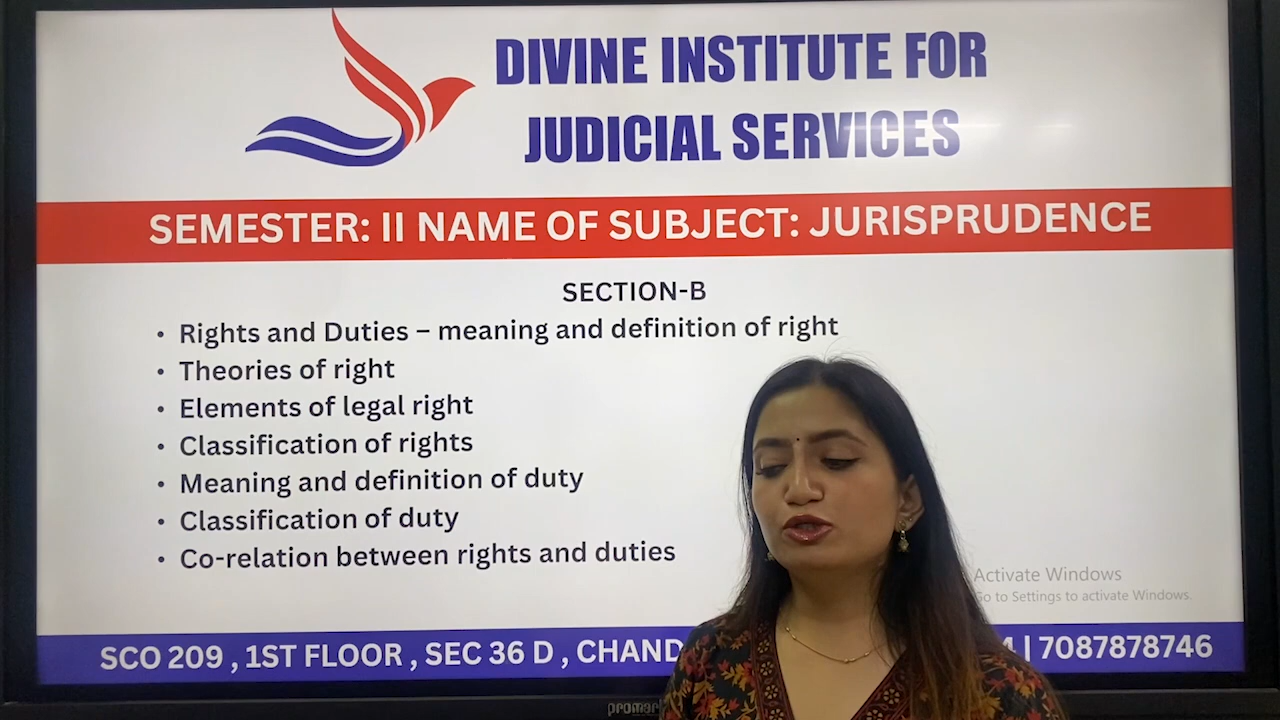 DIVINE INSTITUTE FOR
JUDICIAL SERVICES
SEMESTER: II NAME OF SUBJECT: JURISPRUDENCE
SECTION-B
• Rights and Duties – meaning and definition of right
• Theories of right
• Elements of legal right
• Classification of rights
• Meaning and definition of duty
• Classification of duty
• Co-relation between rights and duties
Activate Windows
Go to Settings to activate Windows.
SCO 209 , 1ST FLOOR , SEC 36 D , CHAND 4 | 7087878746